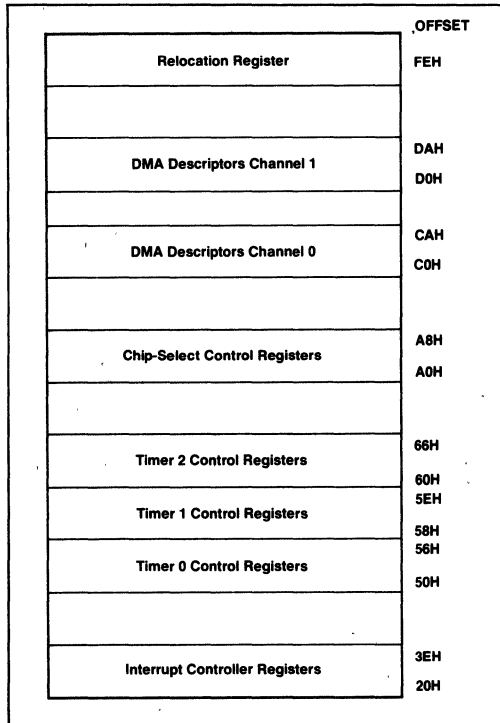 OFFSET
Relocation Register FEH
DAH
DMA Descriptors Channel 1
D0H
CAH
DMA Descriptors Channel 0
C0H
A8H
Chip-Select Control Registers
A0H
66H
Timer 2 Control Registers
60H
5EH
Timer 1 Control Registers
58H
56H
Timer 0 Control Registers
50H
3EH
Interrupt Controller Registers
20H